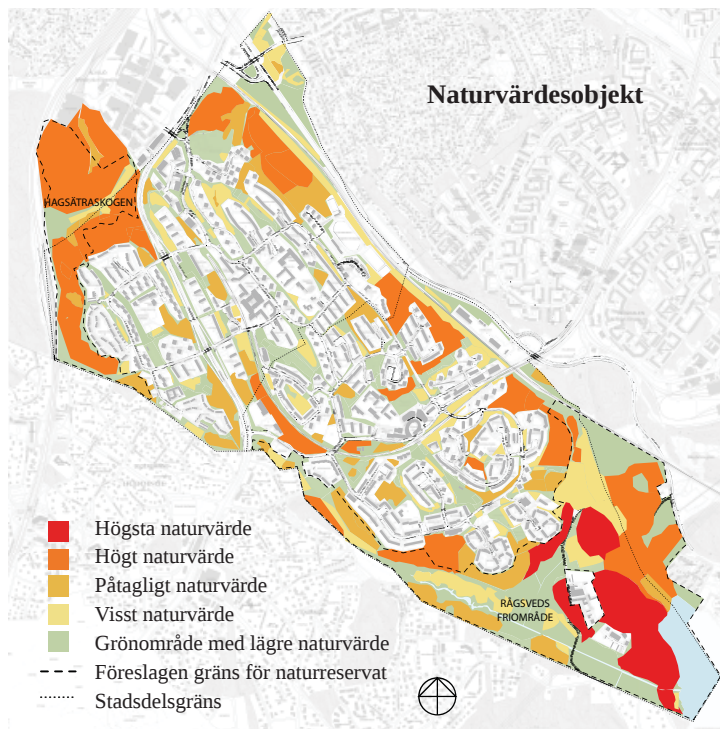 Naturvärdesobjekt
HAGSÄTRASKOGEN
RÅGSVEDS
FRIOMRÅDE
Högsta naturvärde
Högt naturvärde
Påtagligt naturvärde
Visst naturvärde
Grönområde med lägre naturvärde
Föreslagen gräns för naturreservat
Stadsdelsgräns